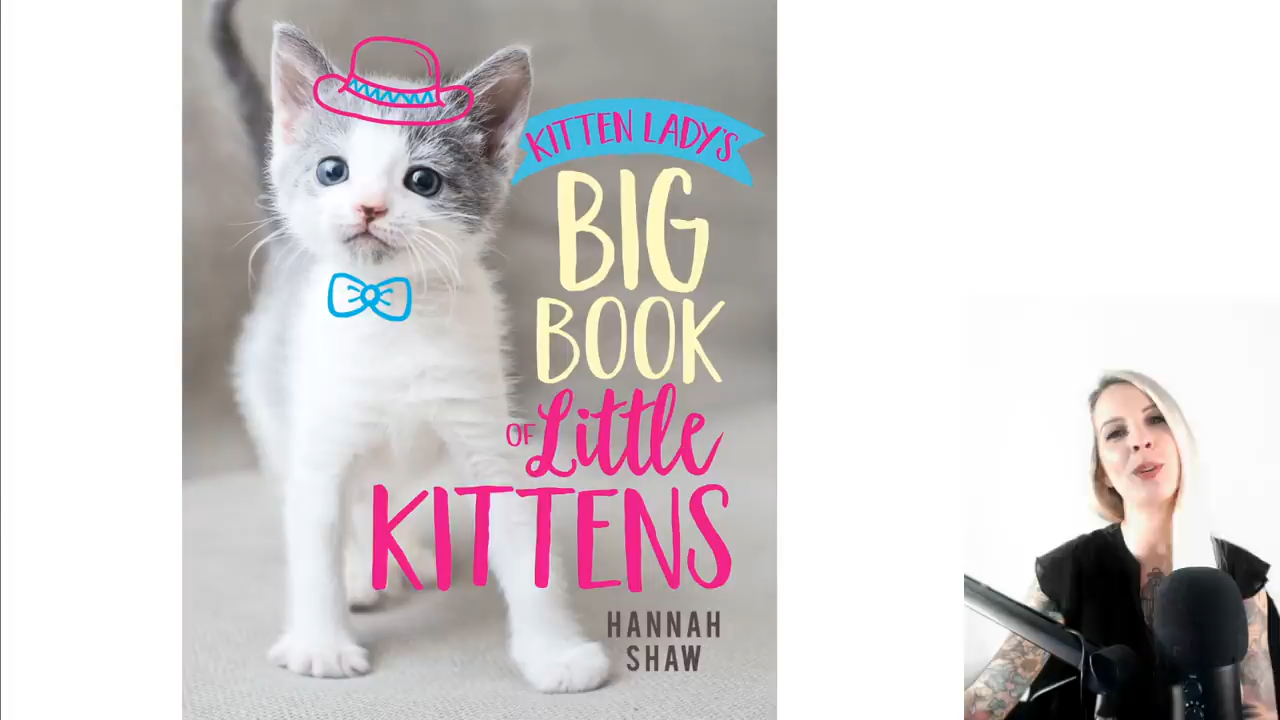 KITTEN LADY'S
BIG
BOOK
OF Little
KITTENS
HANNAH
SHAW